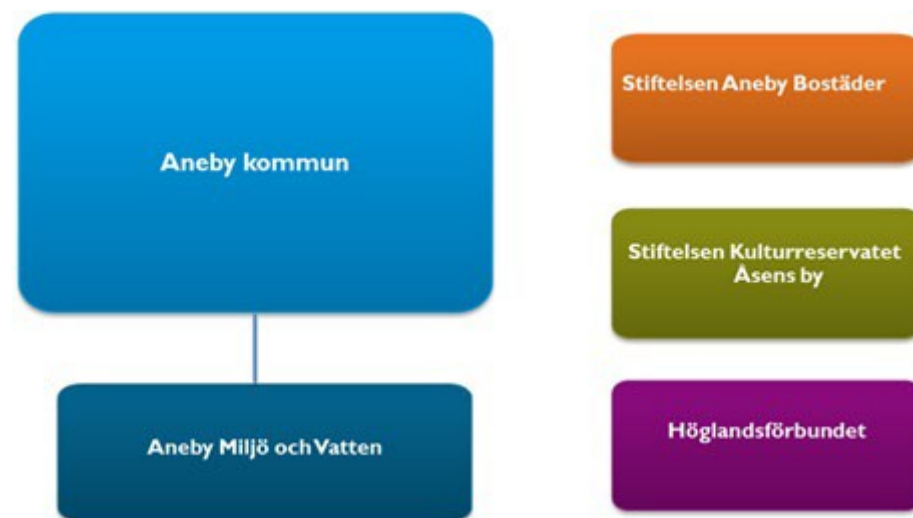 Aneby kommun
Aneby Miljö och Vatten
Stiftelsen Aneby Bostäder
Stiftelsen Kulturreservatet
Åsens by
Höglandsförbundet